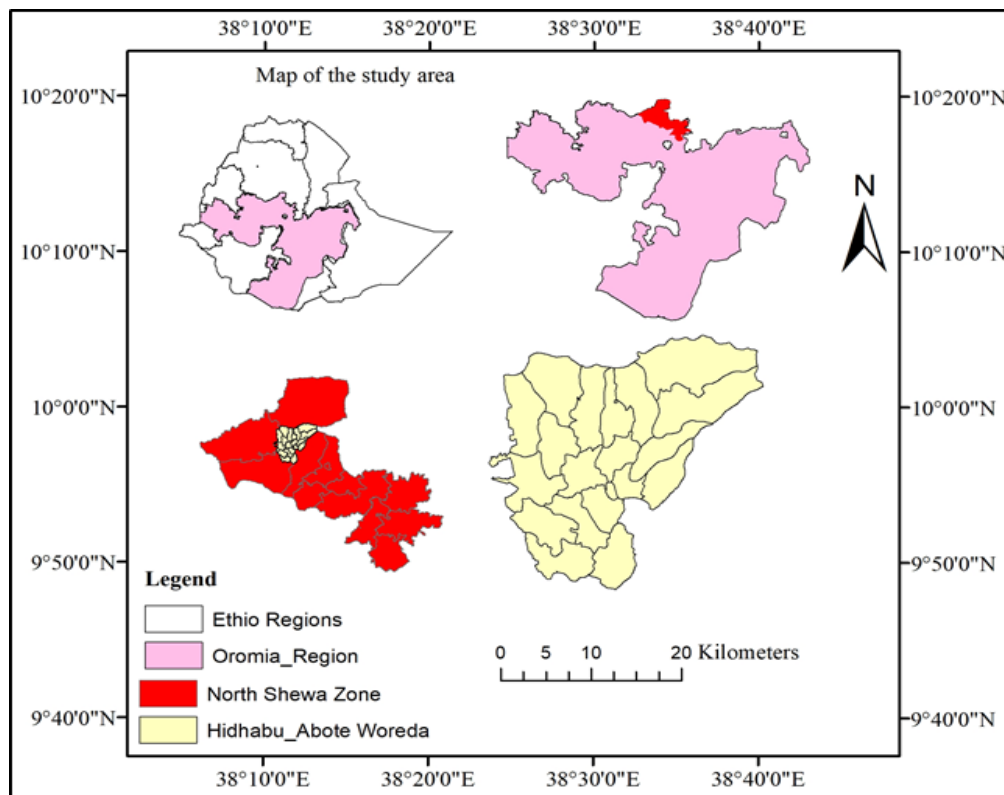 38°10'0"E 38°20'0"E 38°30'0"E 38°40'0"E
Map of the study area
10°20'0"N 10°20'0"N
N
10°10'0"N 10°10'0"N
10°0'0"N 10°0'0"N
9°50'0"N 9°50'0"N
Legend
Ethio Regions
Oromia_Region
North Shewa Zone
Hidhabu_Abote Woreda
0 5 10 20 Kilometers
9°40'0"N 9°40'0"N
38°10'0"E 38°20'0"E 38°30'0"E 38°40'0"E